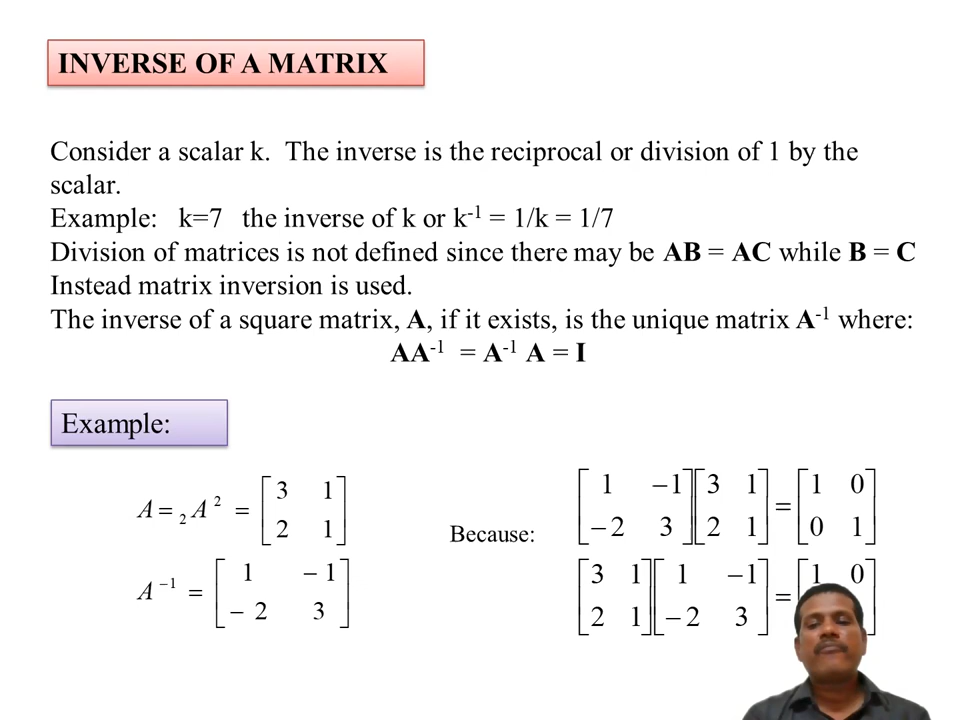 INVERSE OF A MATRIX
Consider a scalar k. The inverse is the reciprocal or division of 1 by the
scalar.
Example: k=7 the inverse of k or k⁻¹ = 1/k = 1/7
Division of matrices is not defined since there may be AB = AC while B = C
Instead matrix inversion is used.
The inverse of a square matrix, A, if it exists, is the unique matrix A⁻¹ where:
AA⁻¹ = A⁻¹ A = I
Example:
A = ₂A² = [3 1
2 1]
A⁻¹ = [1 −1
−2 3]
Because:
[1 −1 [3 1 = [1 0
−2 3] 2 1] 0 1]
[3 1 [1 −1 = [1 0
2 1] −2 3]